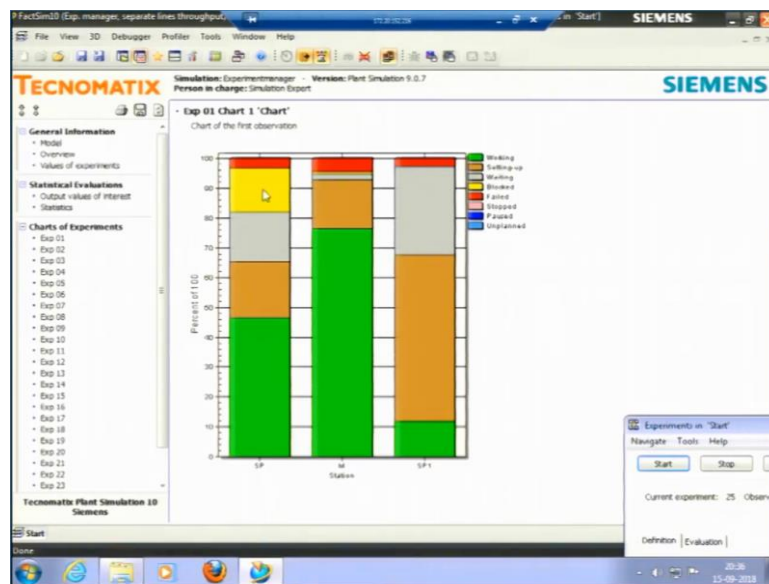 FactSim10 (Exp. manager, separate lines throughput,
172.20.202.256
in 'Start']
SIEMENS
File View 3D Debugger Profiler Tools Window Help
TECNOMATIX
Simulation: Experimentmanager - Version: Plant Simulation 9.0.7
Person in charge: Simulation Expert
SIEMENS
General Information
Model
Overview
Values of experiments
Statistical Evaluations
Output values of interest
Statistics
Charts of Experiments
Exp 01
Exp 02
Exp 03
Exp 04
Exp 05
Exp 06
Exp 07
Exp 08
Exp 09
Exp 10
Exp 11
Exp 12
Exp 13
Exp 14
Exp 15
Exp 16
Exp 17
Exp 18
Exp 19
Exp 20
Exp 21
Exp 22
Exp 23
Tecnomatix Plant Simulation 10
Siemens
- Exp 01 Chart 1 'Chart'
Chart of the first observation
100
90
80
70
60
50
40
30
20
10
0
Percent of 100
SP M SP1
Station
Working
Setting-up
Waiting
Blocked
Failed
Stopped
Paused
Unplanned
Experiments in 'Start'
Navigate Tools Help
Start Stop
Current experiment: 25 Observ
Definition Evaluation
Start
Done
20:36
15-09-2018